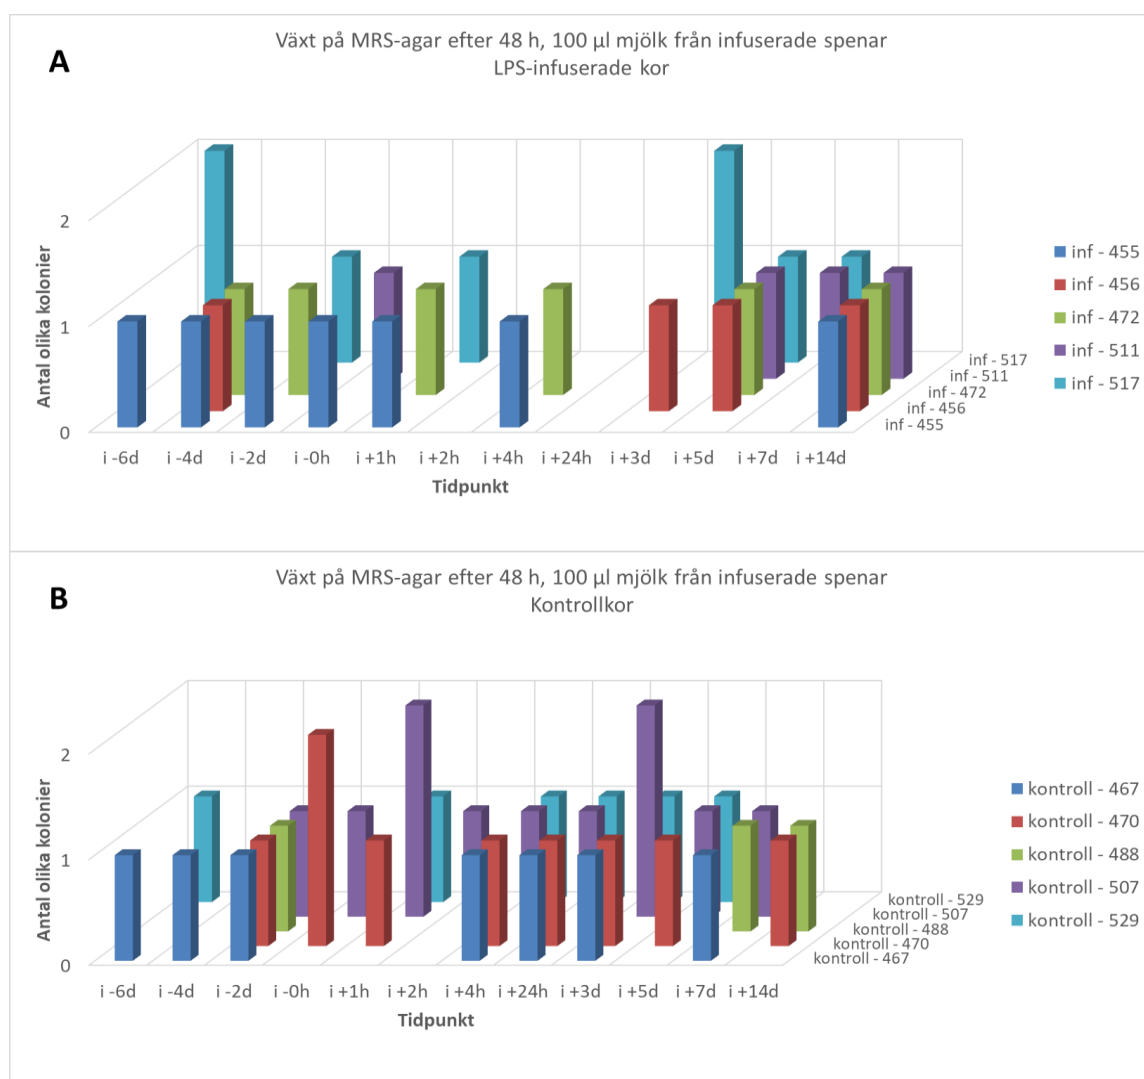 A
Växt på MRS-agar efter 48 h, 100 µl mjölk från infuserade spenar
LPS-infuserade kor
Antal olika kolonier
2
1
0
i -6d
i -4d
i -2d
i -0h
i +1h
i +2h
i +4h
i +24h
i +3d
i +5d
i +7d
i +14d
Tidpunkt
inf - 517
inf - 511
inf - 472
inf - 456
inf - 455
inf - 455
inf - 456
inf - 472
inf - 511
inf - 517
B
Växt på MRS-agar efter 48 h, 100 µl mjölk från infuserade spenar
Kontrollkor
Antal olika kolonier
2
1
0
i -6d
i -4d
i -2d
i -0h
i +1h
i +2h
i +4h
i +24h
i +3d
i +5d
i +7d
i +14d
Tidpunkt
kontroll - 529
kontroll - 507
kontroll - 488
kontroll - 470
kontroll - 467
kontroll - 467
kontroll - 470
kontroll - 488
kontroll - 507
kontroll - 529